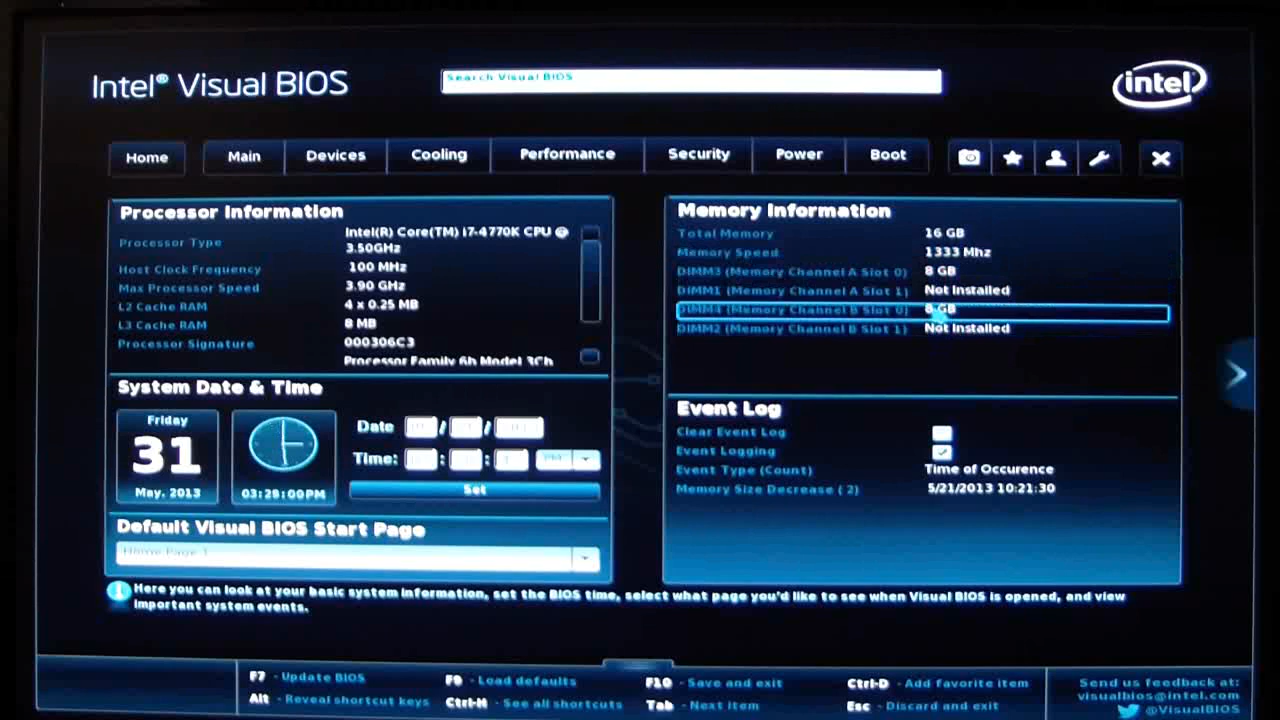 Intel® Visual BIOS
Search Visual BIOS
intel
Home Main Devices Cooling Performance Security Power Boot
Processor Information
Processor Type Intel(R) Core(TM) i7-4770K CPU @ 3.50GHz
Host Clock Frequency 100 MHz
Max Processor Speed 3.90 GHz
L2 Cache RAM 4 x 0.25 MB
L3 Cache RAM 8 MB
Processor Signature 000306C3
Processor Family 6h Model 3Ch
System Date & Time
Friday
31
May, 2013
03:28:00PM
Date / /
Time: : : PM
Set
Default Visual BIOS Start Page
Home Page 1
Memory Information
Total Memory 16 GB
Memory Speed 1333 Mhz
DIMM3 (Memory Channel A Slot 0) 8 GB
DIMM1 (Memory Channel A Slot 1) Not Installed
DIMM4 (Memory Channel B Slot 0) 8 GB
DIMM2 (Memory Channel B Slot 1) Not Installed
Event Log
Clear Event Log
Event Logging
Event Type (Count) Time of Occurence
Memory Size Decrease ( 2) 5/21/2013 10:21:30
Here you can look at your basic system information, set the BIOS time, select what page you'd like to see when Visual BIOS is opened, and view
important system events.
F7 - Update BIOS F9 - Load defaults F10 - Save and exit Ctrl-D - Add favorite item
Alt - Reveal shortcut keys Ctrl-H - See all shortcuts Tab - Next item Esc - Discard and exit
Send us feedback at:
visualbios@intel.com
@VisualBIOS